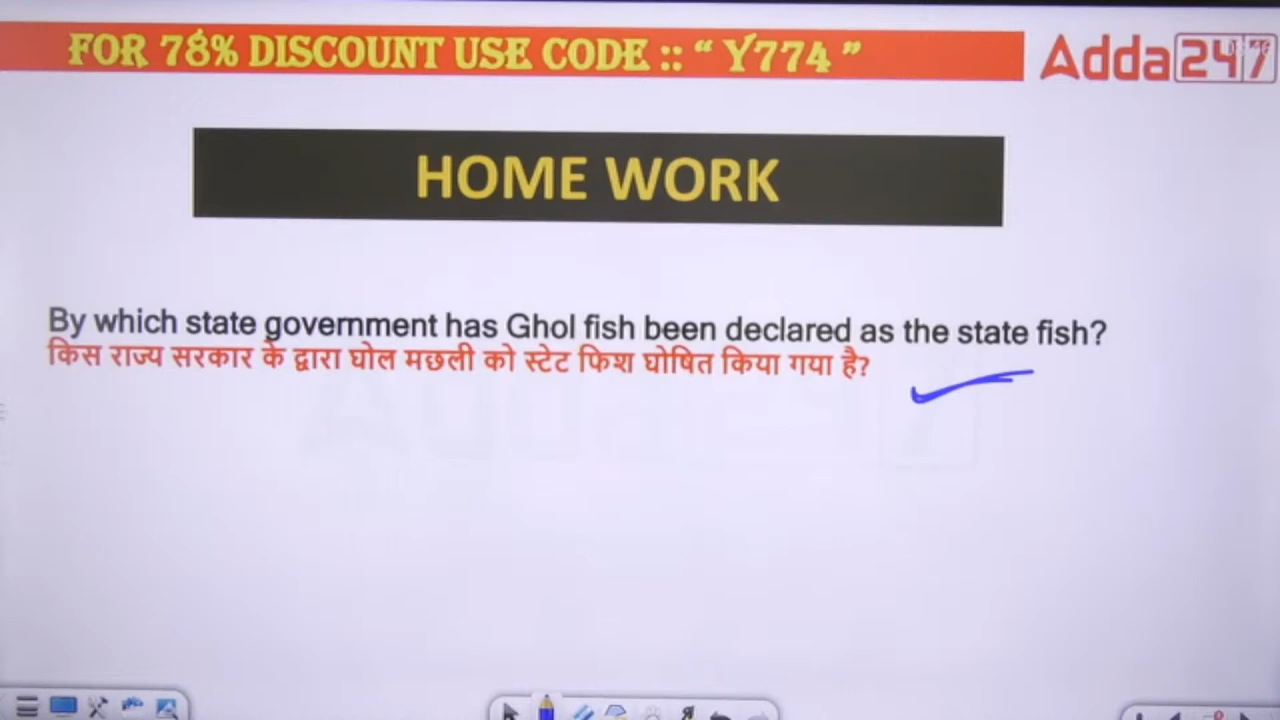 FOR 78% DISCOUNT USE CODE :: “ Y774 ”
Adda247
HOME WORK
By which state government has Ghol fish been declared as the state fish?
किस राज्य सरकार के द्वारा घोल मछली को स्टेट फिश घोषित किया गया है?